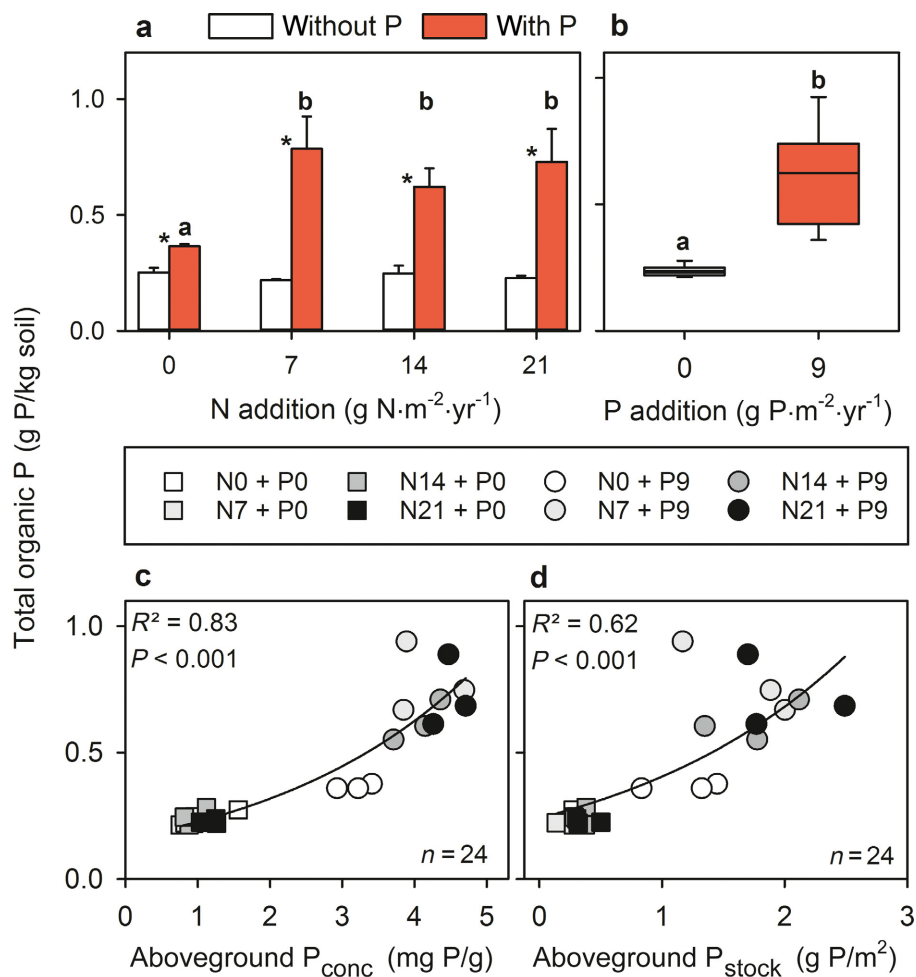 a Without P With P b
1.0
0.5
0.0
* a * b * b * b
a b
0 7 14 21
0 9
N addition (g N·m⁻²·yr⁻¹)
P addition (g P·m⁻²·yr⁻¹)
Total organic P (g P/kg soil)
N0 + P0 N14 + P0 N0 + P9 N14 + P9
N7 + P0 N21 + P0 N7 + P9 N21 + P9
c d
1.0
0.5
0.0
R² = 0.83
P < 0.001
n = 24
R² = 0.62
P < 0.001
n = 24
0 1 2 3 4 5
0 1 2 3
Aboveground Pconc (mg P/g)
Aboveground Pstock (g P/m²)